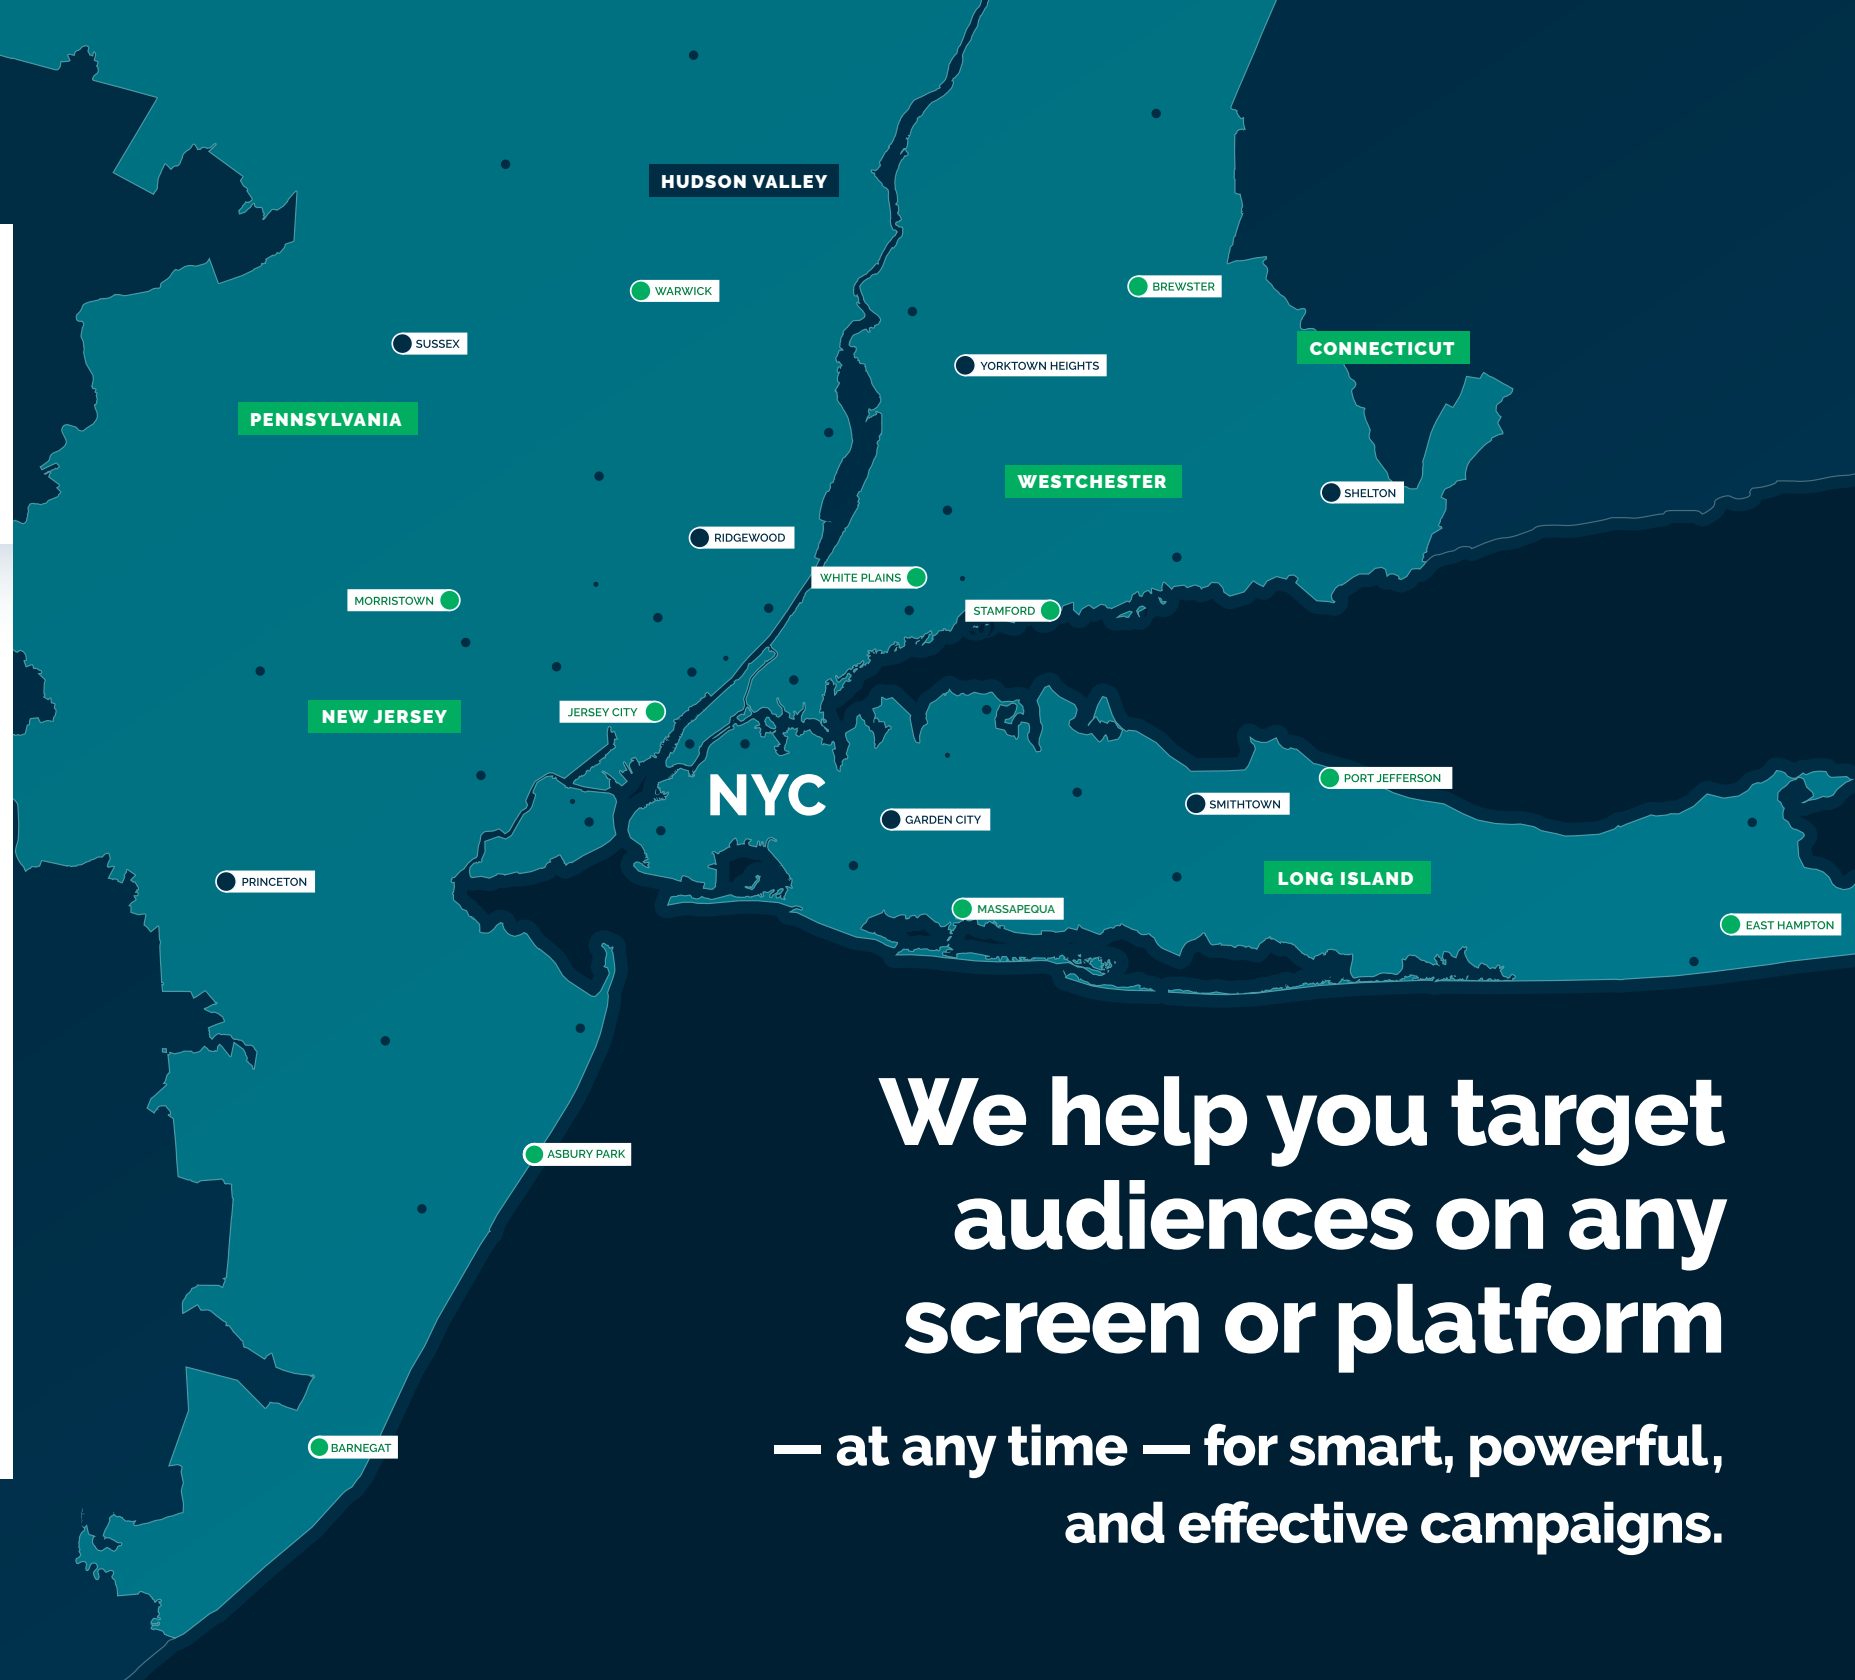 HUDSON VALLEY
BREWSTER
WARWICK
SUSSEX
CONNECTICUT
YORKTOWN HEIGHTS
PENNSYLVANIA
WESTCHESTER
SHELTON
RIDGEWOOD
WHITE PLAINS
MORRISTOWN
STAMFORD
JERSEY CITY
NEW JERSEY
PORT JEFFERSON
NYC
SMITHTOWN
GARDEN CITY
LONG ISLAND
PRINCETON
MASSAPEQUA
EAST HAMPTON
We help you target
audiences on any
screen or platform
ASBURY PARK
— at any time — for smart, powerful,
and effective campaigns.
BARNEGAT